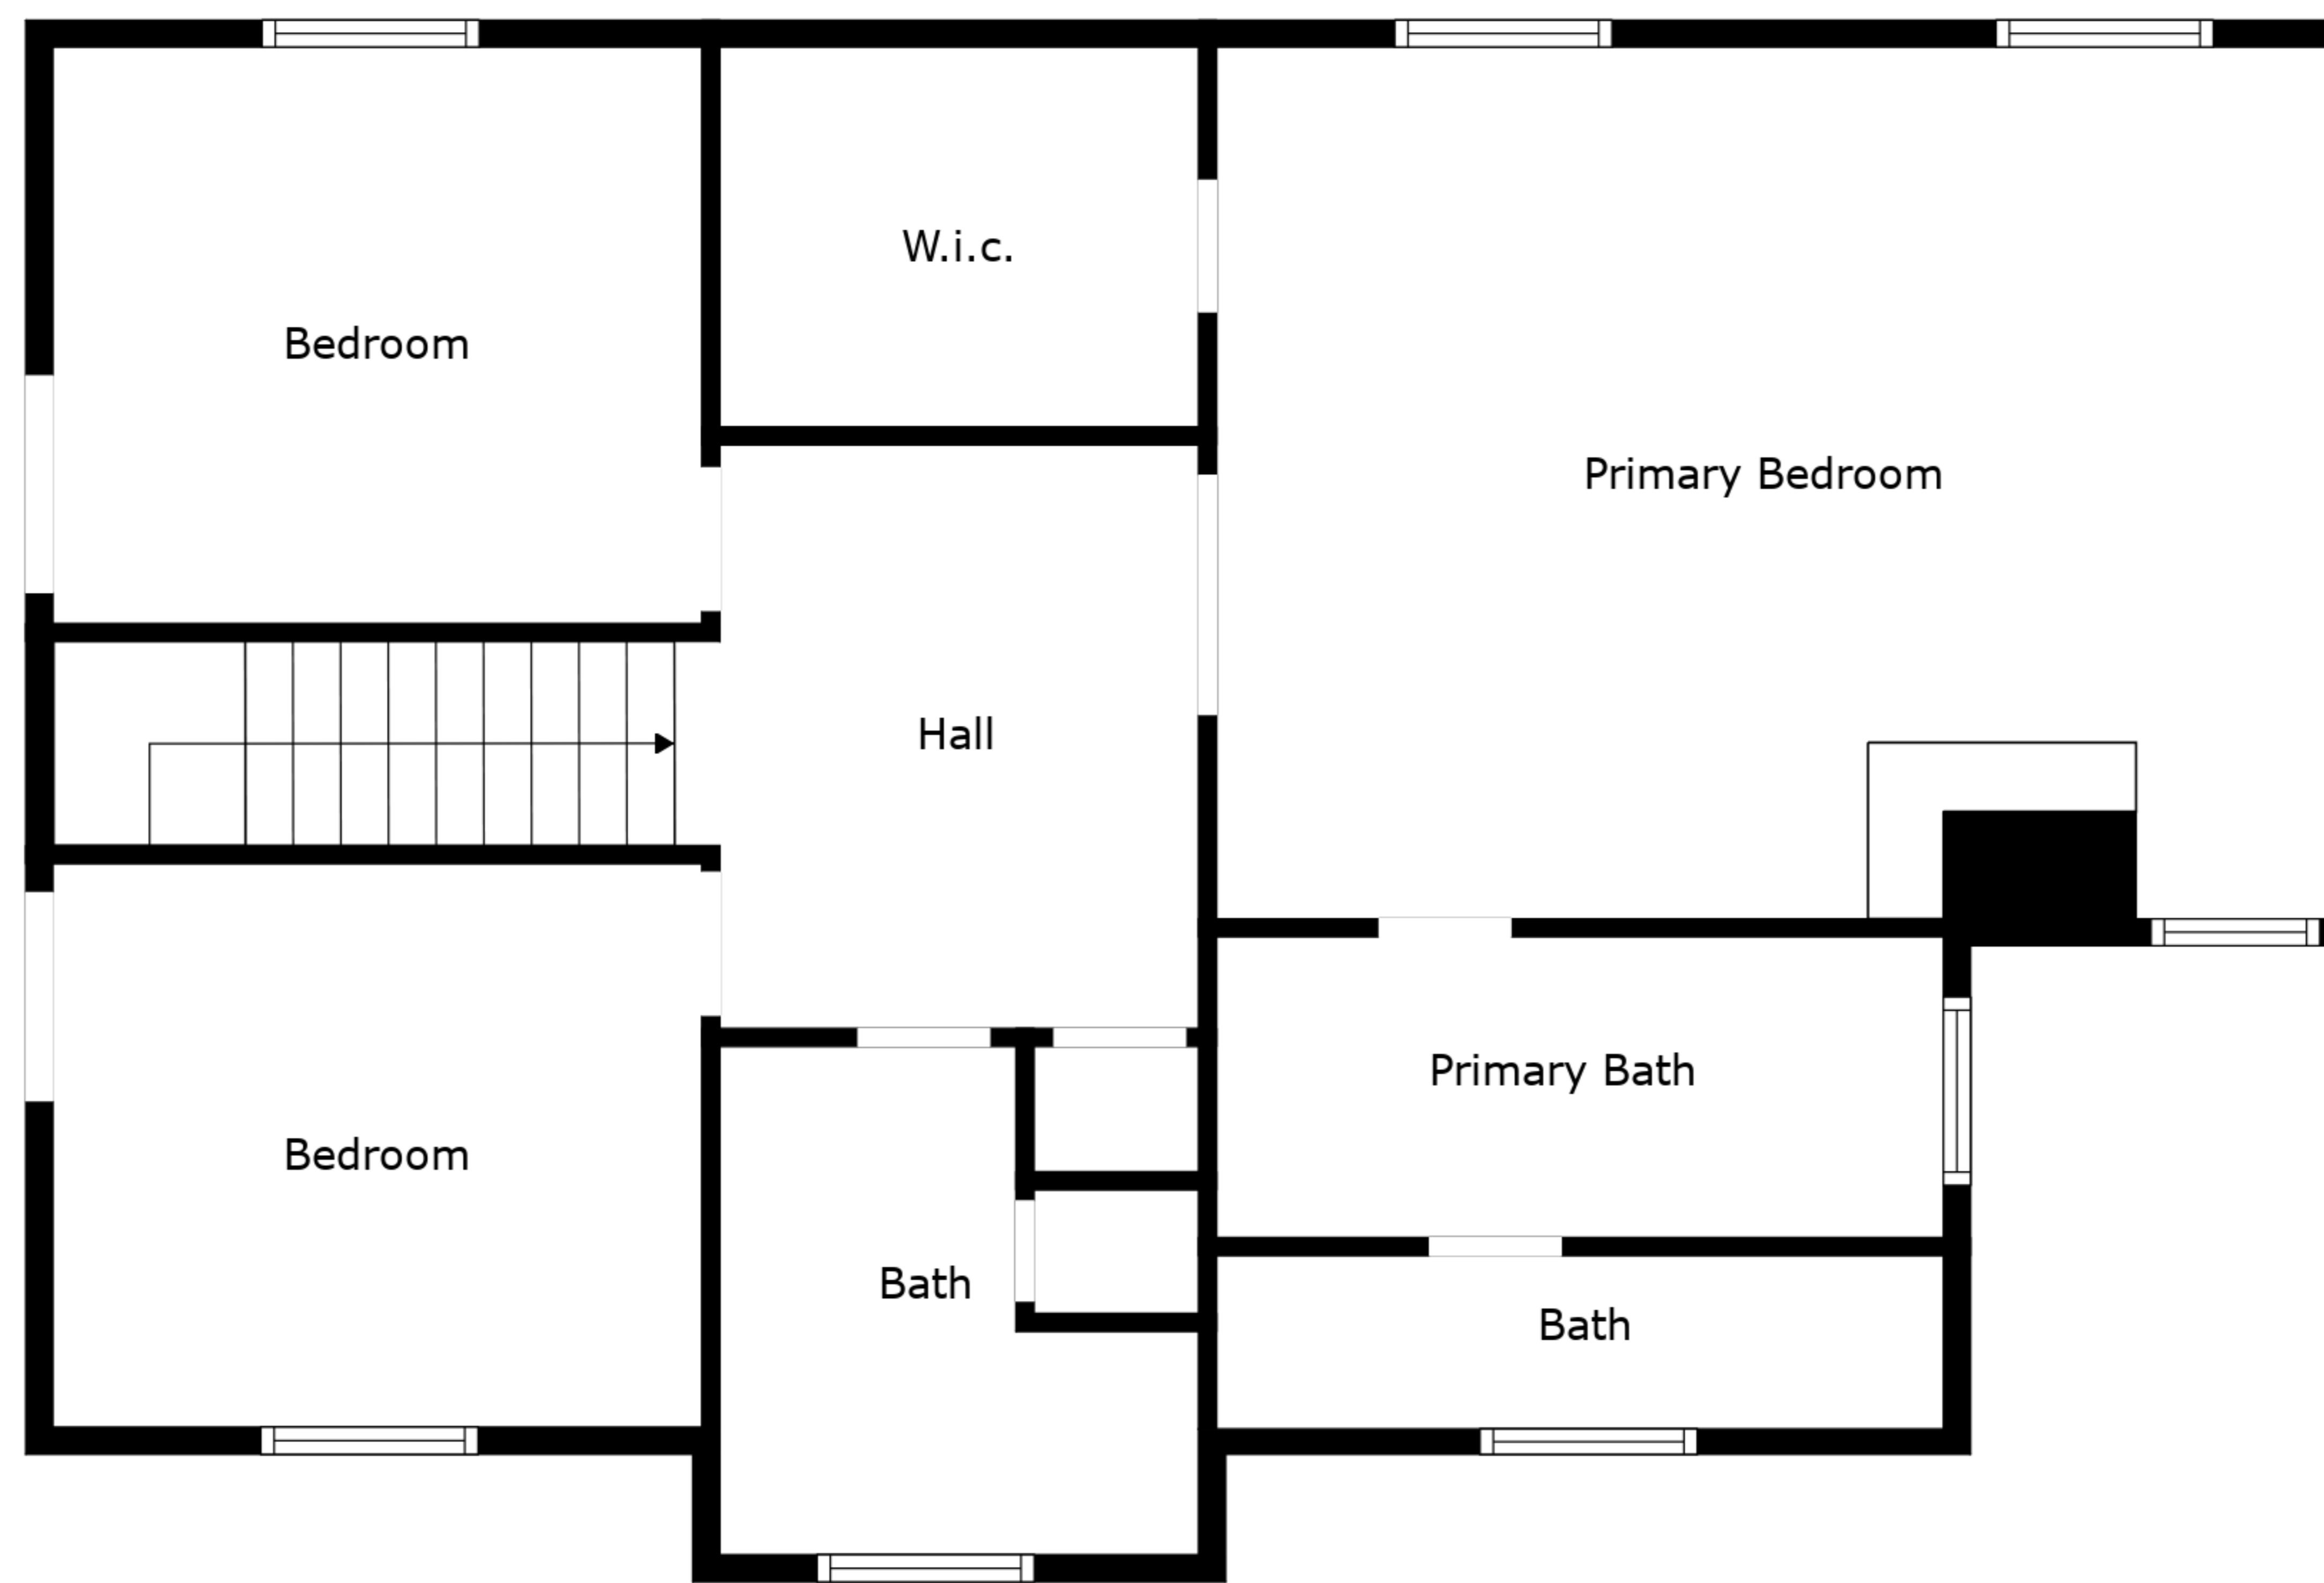 W.i.c.
Bedroom
Primary Bedroom
Hall
Primary Bath
Bedroom
Bath
Bath